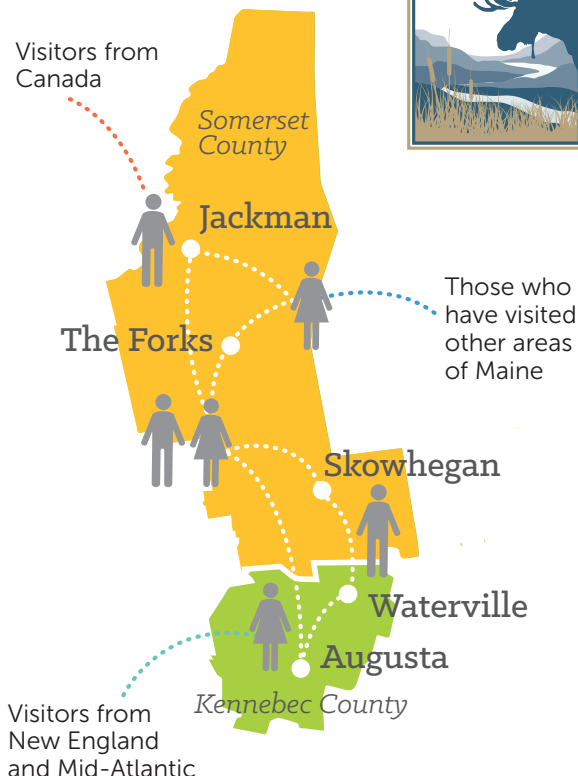 Visitors from
Canada
Somerset
County
Jackman
Those who
have visited
other areas
of Maine
The Forks
Skowhegan
Waterville
Augusta
Kennebec County
Visitors from
New England
and Mid-Atlantic